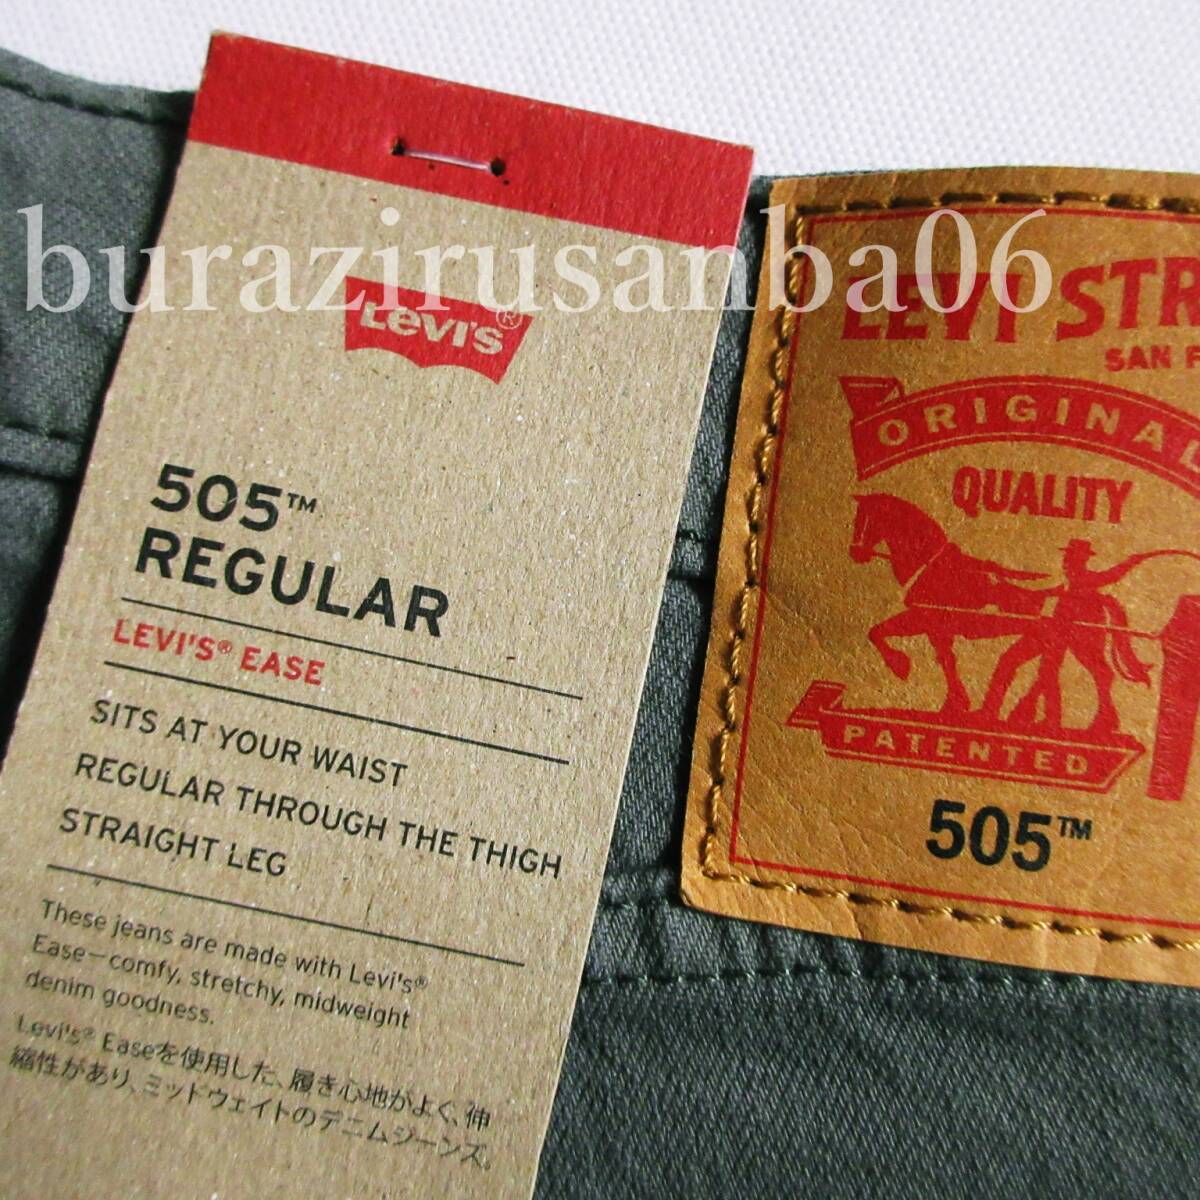 burazirusanba06
LEVI'S®
505™
REGULAR
LEVI'S® EASE
SITS AT YOUR WAIST
REGULAR THROUGH THE THIGH
STRAIGHT LEG
These jeans are made with Levi's®
Ease—comfy, stretchy, midweight
denim goodness.
Levi's® Easeを使用した、履き心地がよく、伸
縮性があり、ミッドウェイトのデニムジーンズ。
LEVI STR
SAN F
ORIGINAL
QUALITY
PATENTED
505™